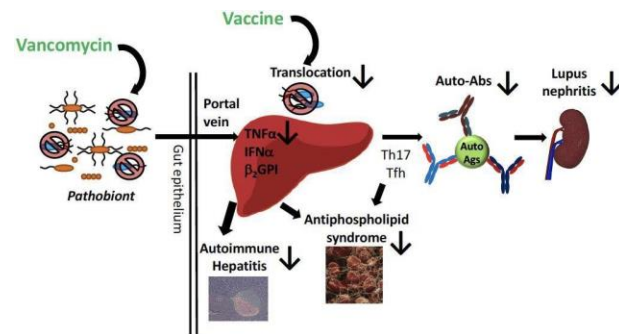 Vancomycin
Vaccine
Translocation
Auto-Abs
Lupus
nephritis
Portal
vein
TNFα
IFNα
β₂GPI
Th17
Tfh
Auto
Ags
Pathobiont
Gut epithelium
Antiphospholipid
syndrome
Autoimmune
Hepatitis